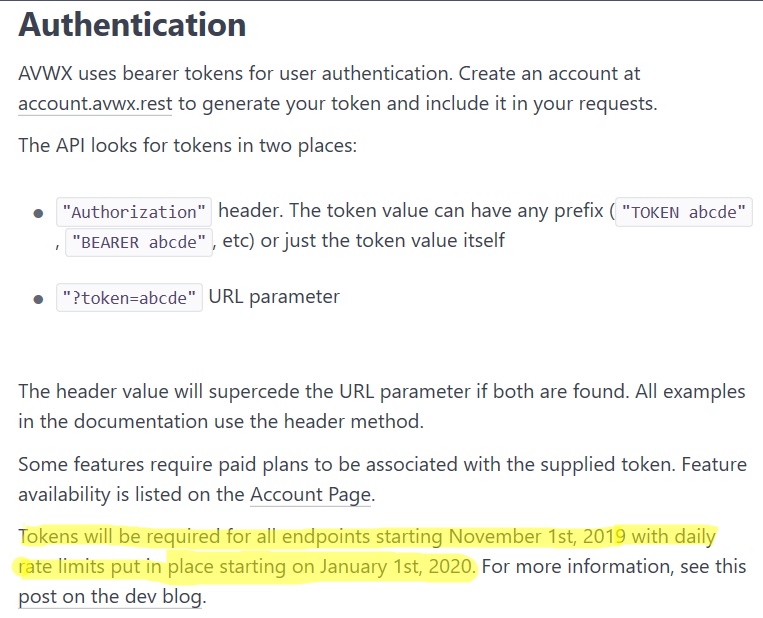 Authentication
AVWX uses bearer tokens for user authentication. Create an account at
account.avwx.rest to generate your token and include it in your requests.
The API looks for tokens in two places:
• "Authorization" header. The token value can have any prefix ( "TOKEN abcde"
, "BEARER abcde" , etc) or just the token value itself
• "?token=abcde" URL parameter
The header value will supercede the URL parameter if both are found. All examples
in the documentation use the header method.
Some features require paid plans to be associated with the supplied token. Feature
availability is listed on the Account Page.
Tokens will be required for all endpoints starting November 1st, 2019 with daily
rate limits put in place starting on January 1st, 2020. For more information, see this
post on the dev blog.